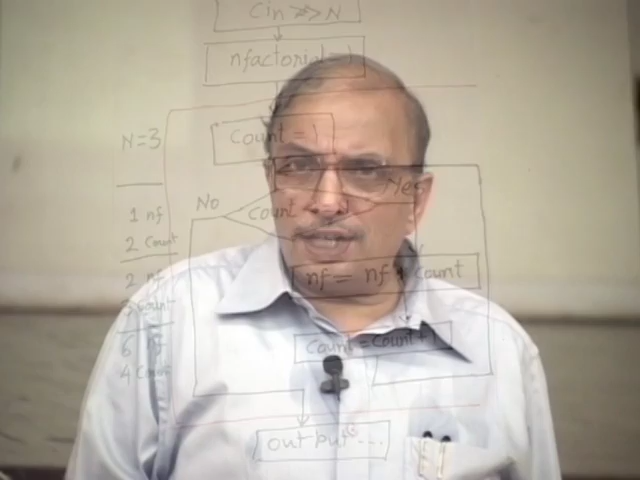 Cin >> N
nfactorial = 1
N=3
Count = 1
Yes
No
Count
1 nf
2 Count
nf = nf * Count
2 nf
3 Count
Count = Count + 1
6 nf
4 Count
output ...